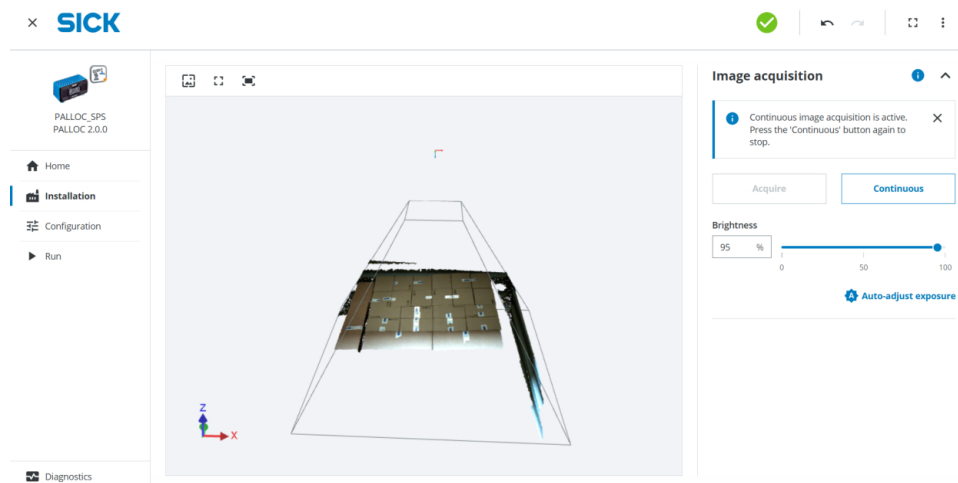 SICK
PALLOC_SPS
PALLOC 2.0.0
Home
Installation
Configuration
Run
Diagnostics
Z
X
Image acquisition
Continuous image acquisition is active.
Press the 'Continuous' button again to
stop.
Acquire
Continuous
Brightness
95 %
0 50 100
Auto-adjust exposure